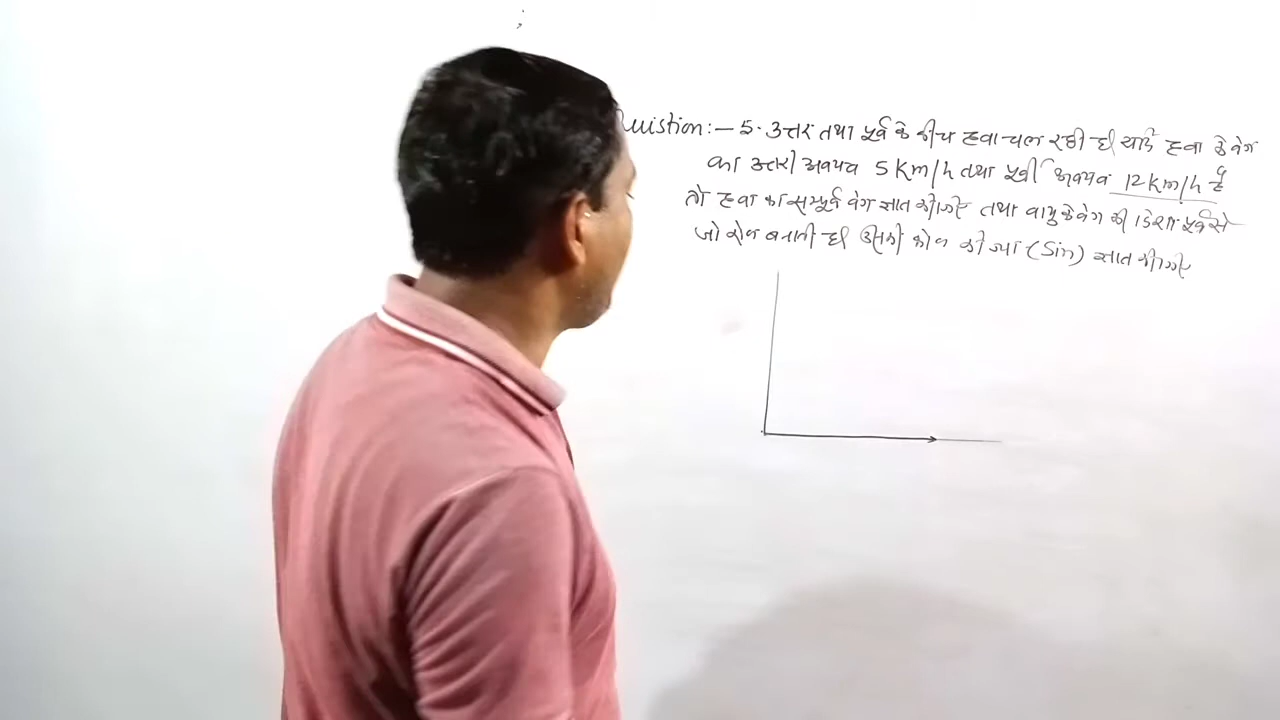 Quistion:- 5. उत्तर तथा पूर्व के बीच हवा चल रही है यदि हवा के वेग
का उत्तरी अवयव 5 Km/h तथा पूर्वी अवयव 12 Km/h है
तो हवा का सम्पूर्ण वेग ज्ञात कीजिए तथा वायु के वेग की दिशा पूर्व से
जो कोण बनाती है उसकी कोण की ज्या (Sin) ज्ञात कीजिए